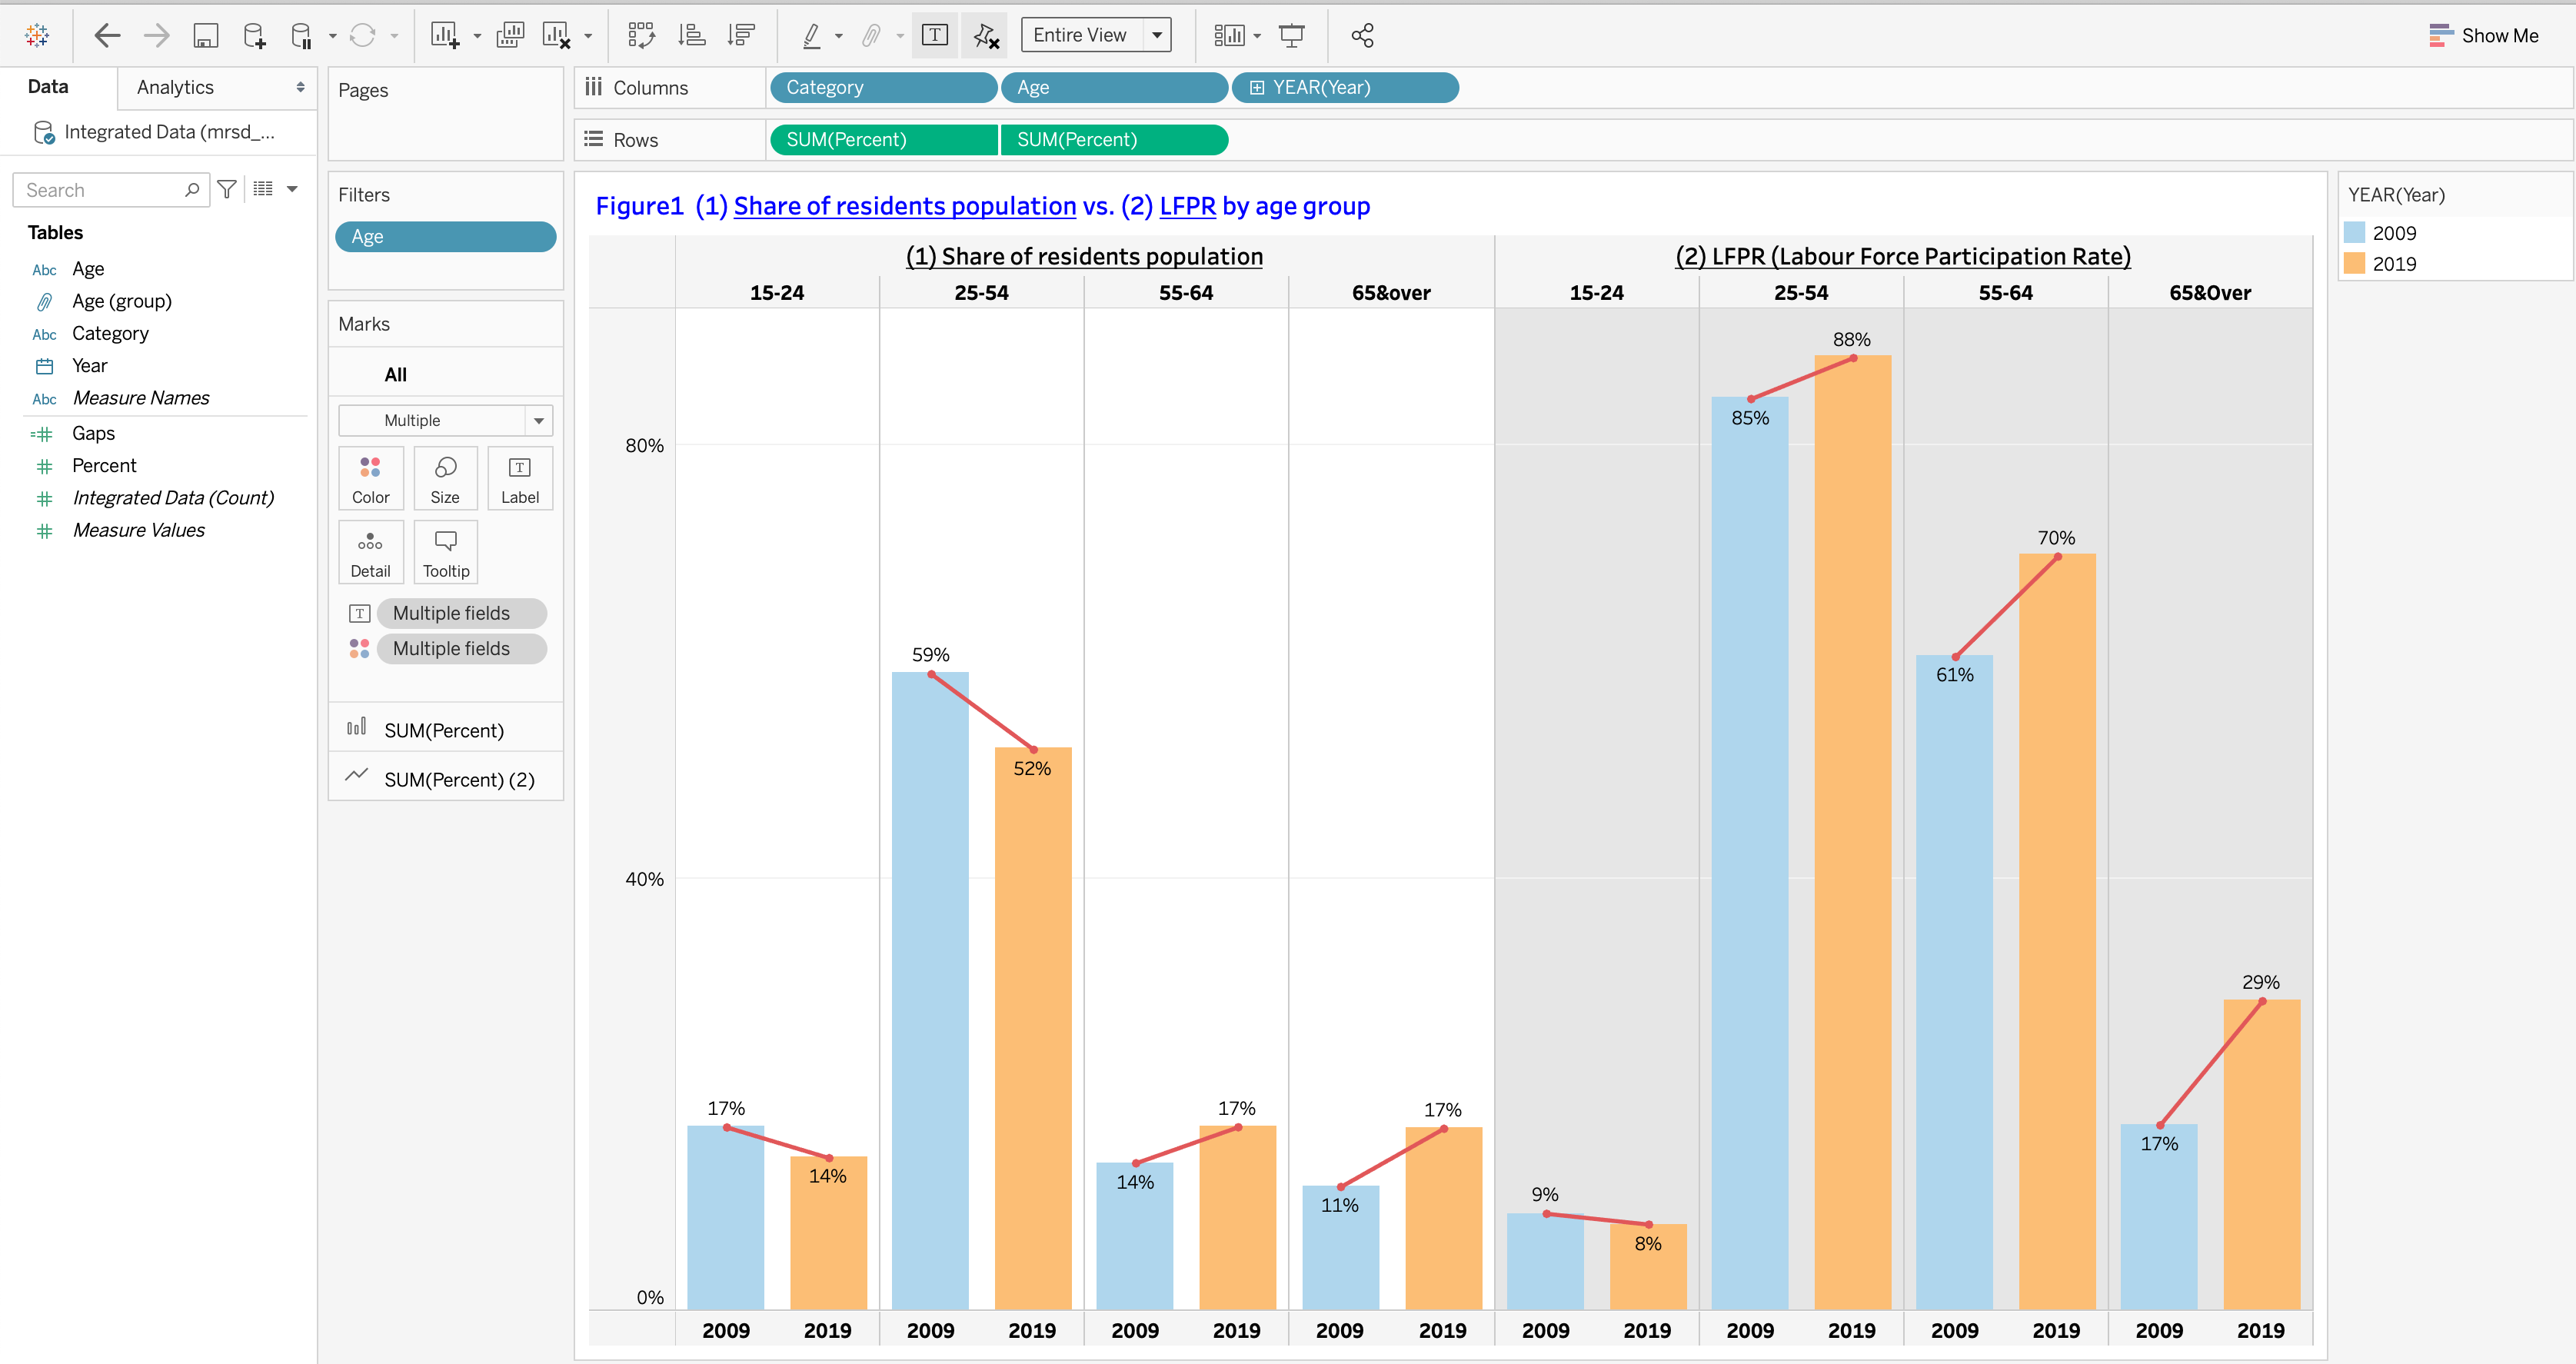 Entire View
Show Me
Data
Analytics
Integrated Data (mrsd_...
Search
Tables
Abc Age
Age (group)
Abc Category
Year
Abc Measure Names
Gaps
Percent
Integrated Data (Count)
Measure Values
Pages
Filters
Age
Marks
All
Multiple
Color
Size
Label
Detail
Tooltip
Multiple fields
Multiple fields
SUM(Percent)
SUM(Percent) (2)
Columns Category Age YEAR(Year)
Rows SUM(Percent) SUM(Percent)
Figure1 (1) Share of residents population vs. (2) LFPR by age group
(1) Share of residents population
(2) LFPR (Labour Force Participation Rate)
15-24 25-54 55-64 65&over 15-24 25-54 55-64 65&Over
80%
40%
0%
17%
14%
59%
52%
14%
17%
11%
17%
9%
8%
85%
88%
61%
70%
17%
29%
2009 2019 2009 2019 2009 2019 2009 2019 2009 2019 2009 2019 2009 2019 2009 2019
YEAR(Year)
2009
2019